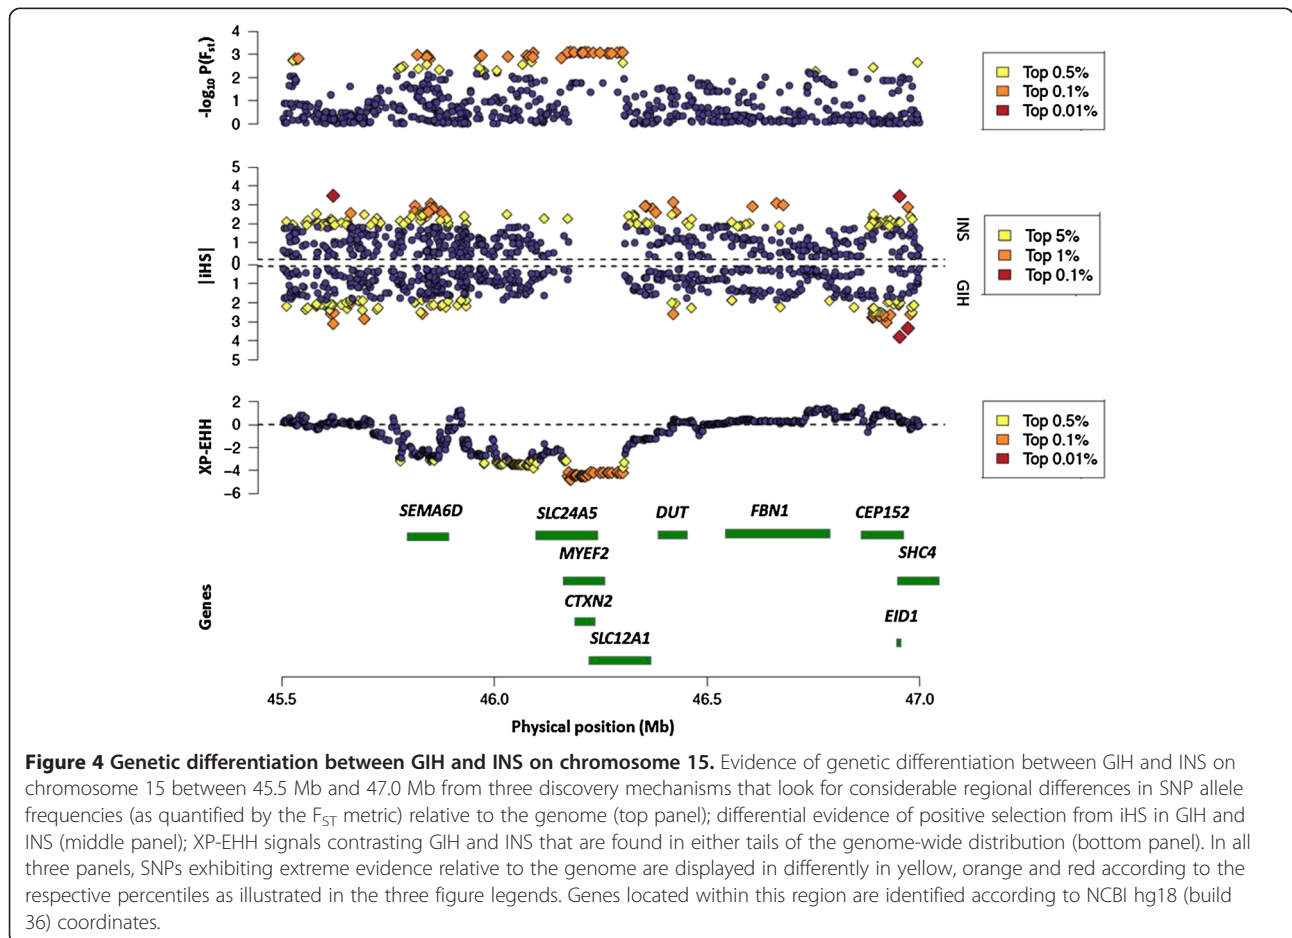 4
3
2
1
0
-log₁₀ P(Fₛₜ)
Top 0.5%
Top 0.1%
Top 0.01%
5
4
3
2
1
0
1
2
3
4
5
|iHS|
INS
GIH
Top 5%
Top 1%
Top 0.1%
2
0
−2
−4
−6
XP-EHH
Top 0.5%
Top 0.1%
Top 0.01%
SEMA6D SLC24A5 DUT FBN1 CEP152
MYEF2 SHC4
CTXN2 EID1
SLC12A1
Genes
45.5 46.0 46.5 47.0
Physical position (Mb)
Figure 4 Genetic differentiation between GIH and INS on chromosome 15. Evidence of genetic differentiation between GIH and INS on
chromosome 15 between 45.5 Mb and 47.0 Mb from three discovery mechanisms that look for considerable regional differences in SNP allele
frequencies (as quantified by the F_ST metric) relative to the genome (top panel); differential evidence of positive selection from iHS in GIH and
INS (middle panel); XP-EHH signals contrasting GIH and INS that are found in either tails of the genome-wide distribution (bottom panel). In all
three panels, SNPs exhibiting extreme evidence relative to the genome are displayed in differently in yellow, orange and red according to the
respective percentiles as illustrated in the three figure legends. Genes located within this region are identified according to NCBI hg18 (build
36) coordinates.